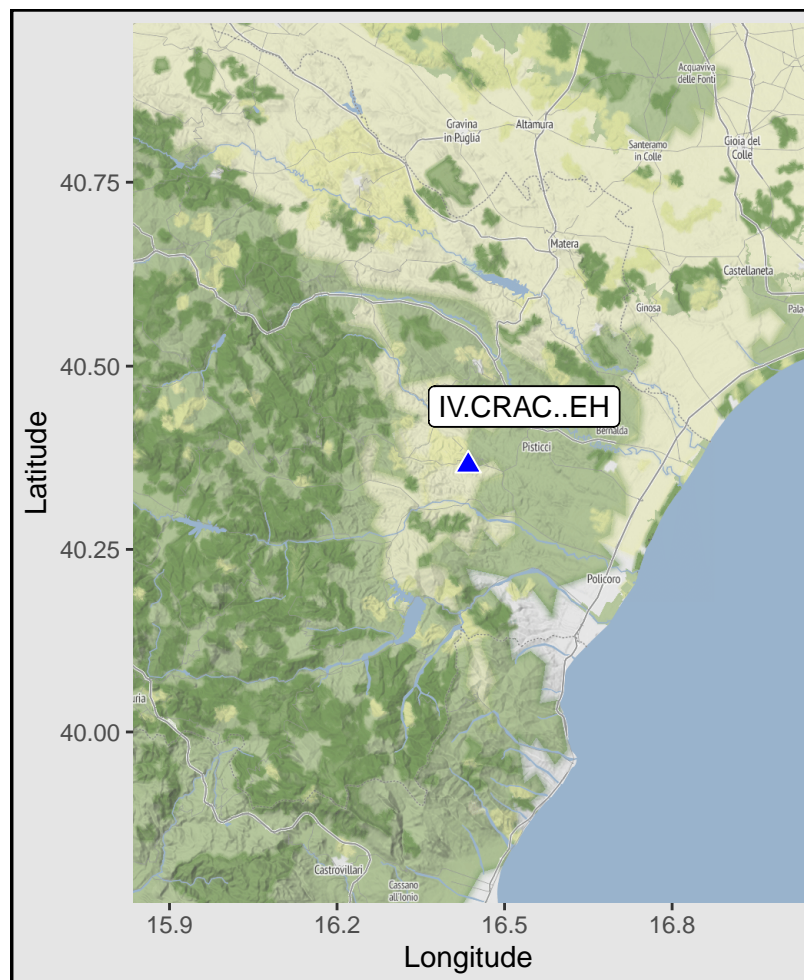 Acquaviva
delle Fonti
Gravina
in Puglia
Altamura
Santeramo
in Colle
Gioia del
Colle
40.75
Matera
Castellaneta
Ginosa
Pala
40.50
IV.CRAC..EH
Bernalda
Pisticci
Latitude
40.25
Policoro
uria
40.00
Castrovillari
Cassano
all'Ionio
15.9
16.2
16.5
16.8
Longitude